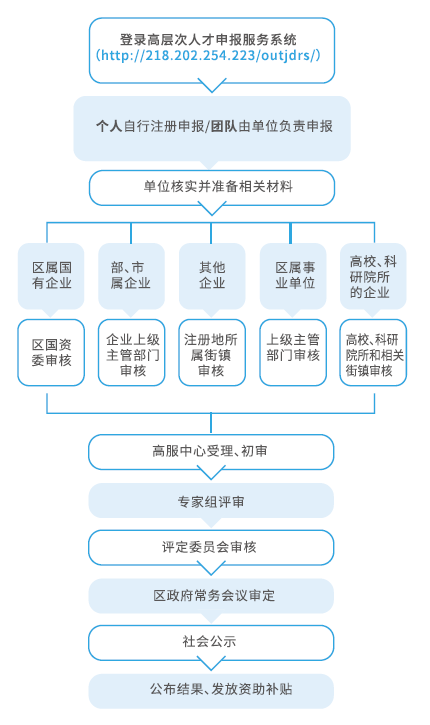 登录高层次人才申报服务系统
(http://218.202.254.223/outjdrs/)
个人自行注册申报/团队由单位负责申报
单位核实并准备相关材料
区属国
有企业
部、市
属企业
其他
企业
区属事
业单位
高校、科
研院所
的企业
区国资
委审核
企业上级
主管部门
审核
注册地所
属街镇
审核
上级主管
部门审核
高校、科研
院所和相关
街镇审核
高服中心受理、初审
专家组评审
评定委员会审核
区政府常务会议审定
社会公示
公布结果、发放资助补贴